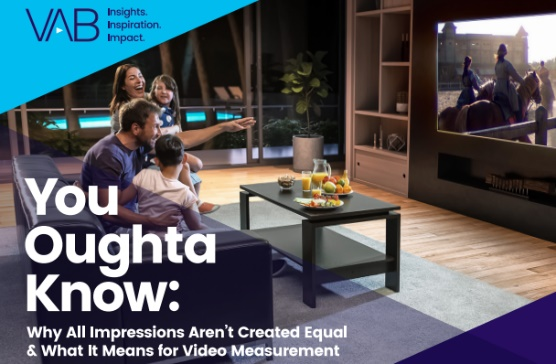 VAB
Insights.
Inspiration.
Impact.
You
Oughta
Know:
Why All Impressions Aren't Created Equal
& What It Means for Video Measurement